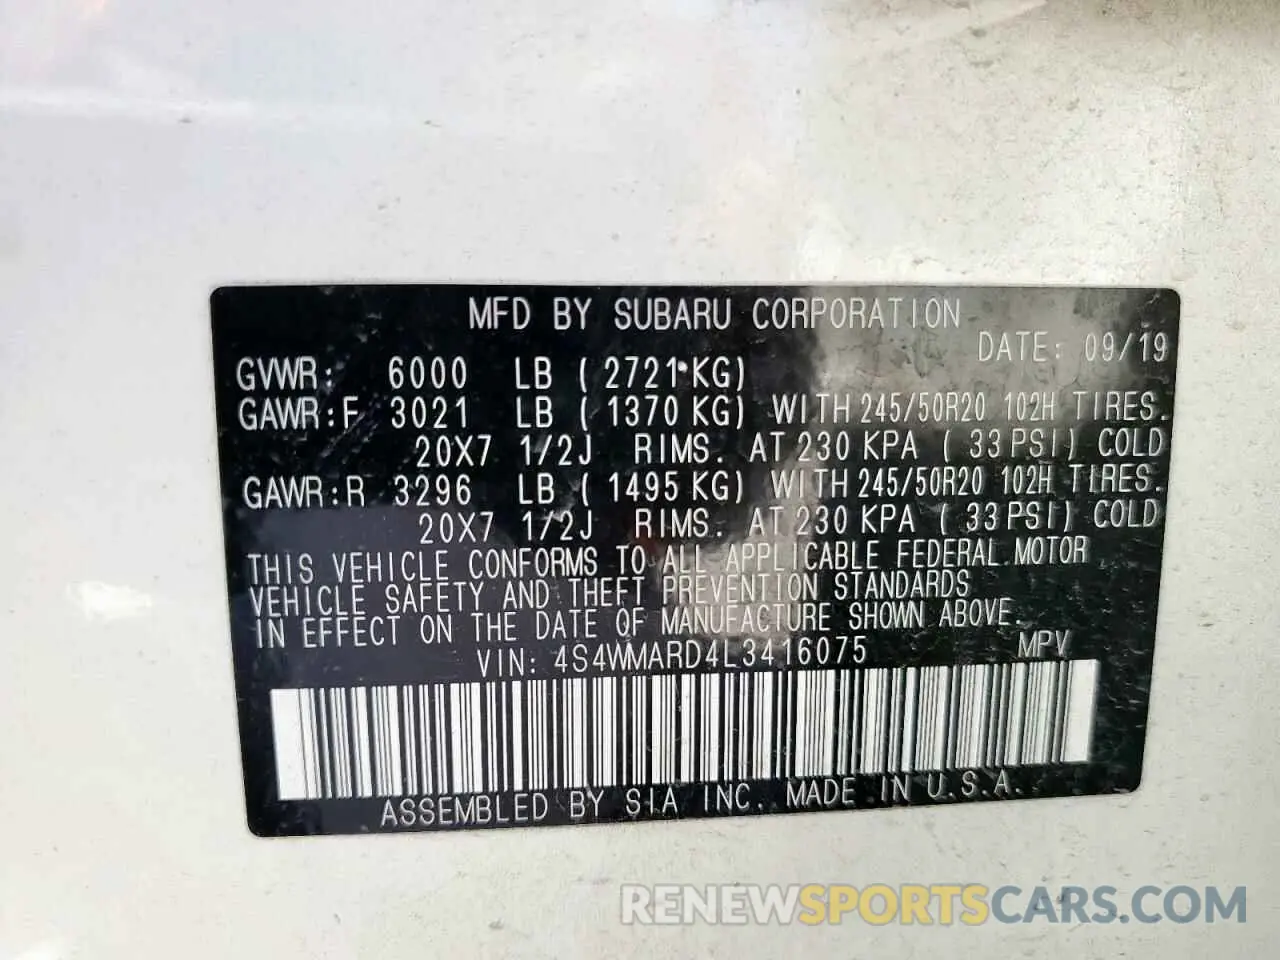 MFD BY SUBARU CORPORATION
DATE: 09/19
GVWR: 6000 LB ( 2721 KG)
GAWR:F 3021 LB ( 1370 KG) WITH 245/50R20 102H TIRES.
20X7 1/2J RIMS. AT 230 KPA ( 33 PSI) COLD
GAWR:R 3296 LB ( 1495 KG) WITH 245/50R20 102H TIRES.
20X7 1/2J RIMS. AT 230 KPA ( 33 PSI) COLD
THIS VEHICLE CONFORMS TO ALL APPLICABLE FEDERAL MOTOR
VEHICLE SAFETY AND THEFT PREVENTION STANDARDS
IN EFFECT ON THE DATE OF MANUFACTURE SHOWN ABOVE.
VIN: 4S4WMARD4L3416075 MPV
ASSEMBLED BY SIA INC. MADE IN U.S.A.
RENEWSPORTSCARS.COM